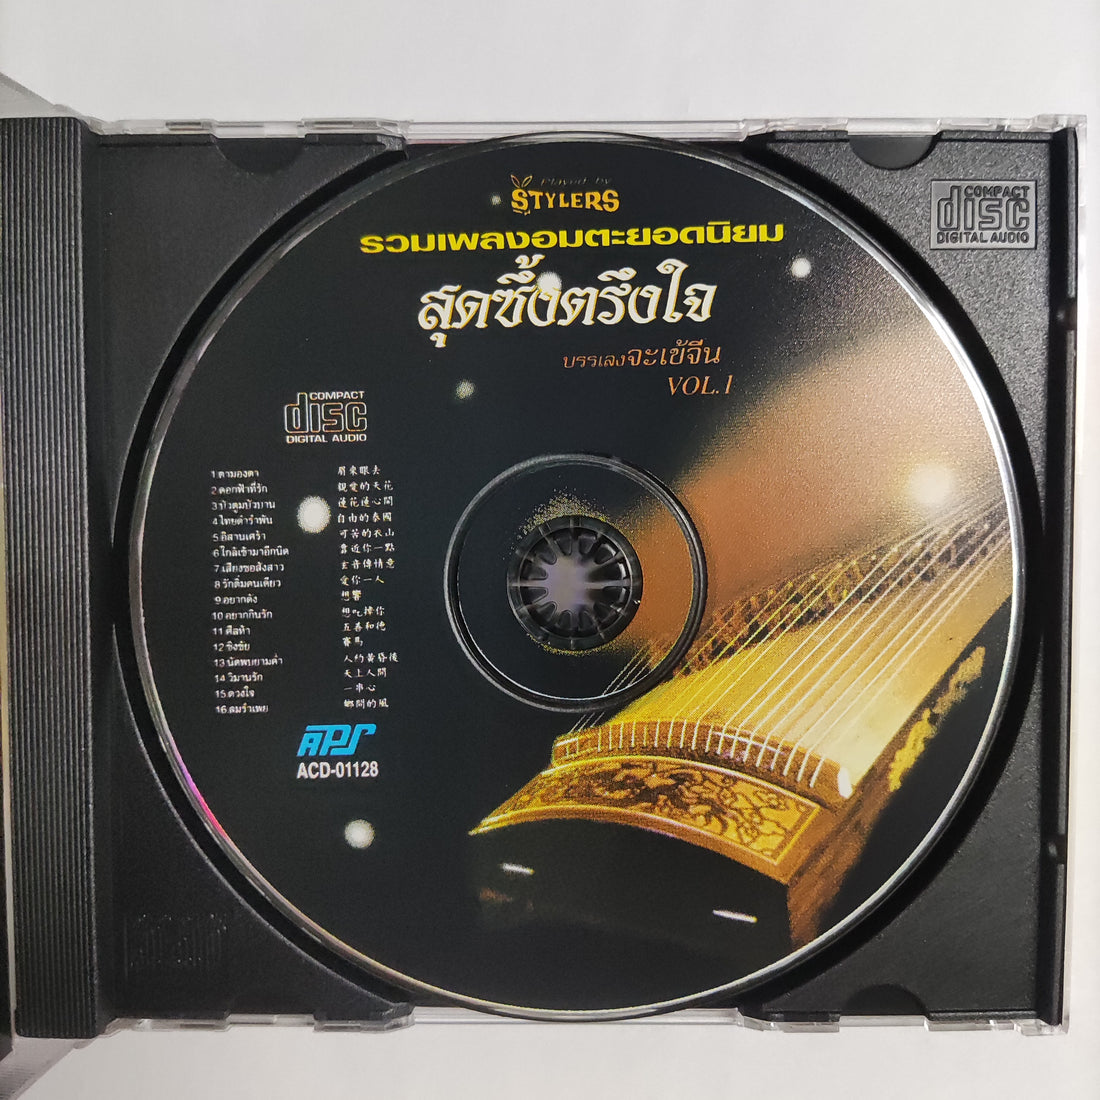 Played by
STYLERS
รวมเพลงอมตะยอดนิยม
สุดซึ้งตรึงใจ
บรรเลงจะเข้จีน
VOL.1
COMPACT
disc
DIGITAL AUDIO
COMPACT
disc
DIGITAL AUDIO
1 ตามองตา 眉來眼去
2 ดอกฟ้าที่รัก 親愛的天花
3 บัวตูมบัวบาน 蓮花蓮心開
4 ไทยดำรำพัน 自由的泰國
5 อีสานเศร้า 可苦的衣山
6 ใกล้เข้ามาอีกนิด 靠近你一點
7 เสียงซอสั่งสาว 玄音傳情意
8 รักติ๋มคนเดียว 愛你一人
9 อยากดัง 想響
10 อยากกินรัก 想吃擰你
11 ศีลห้า 五善和德
12 ชิงชัย 賽馬
13 นัดพบยามค่ำ 人約黃昏後
14 วิมานรัก 天上人間
15 ดวงใจ 一串心
16 ลมรำเพย 鄉間的風
APS
ACD-01128